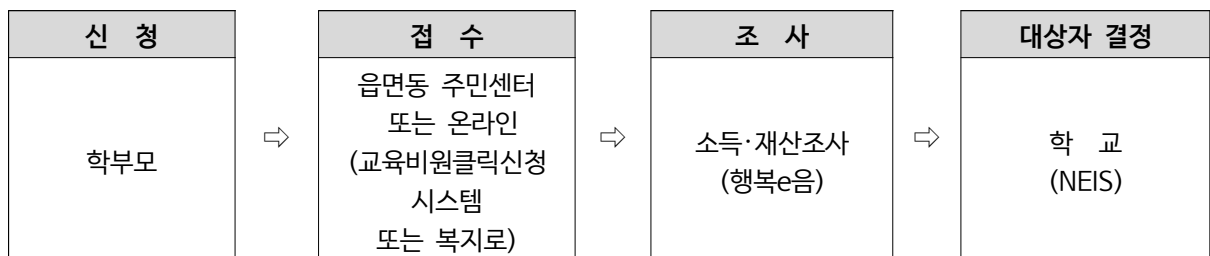 신 청
학부모
⇨
접 수
읍면동 주민센터
또는 온라인
(교육비원클릭신청
시스템
또는 복지로)
⇨
조 사
소득·재산조사
(행복e음)
⇨
대상자 결정
학 교
(NEIS)